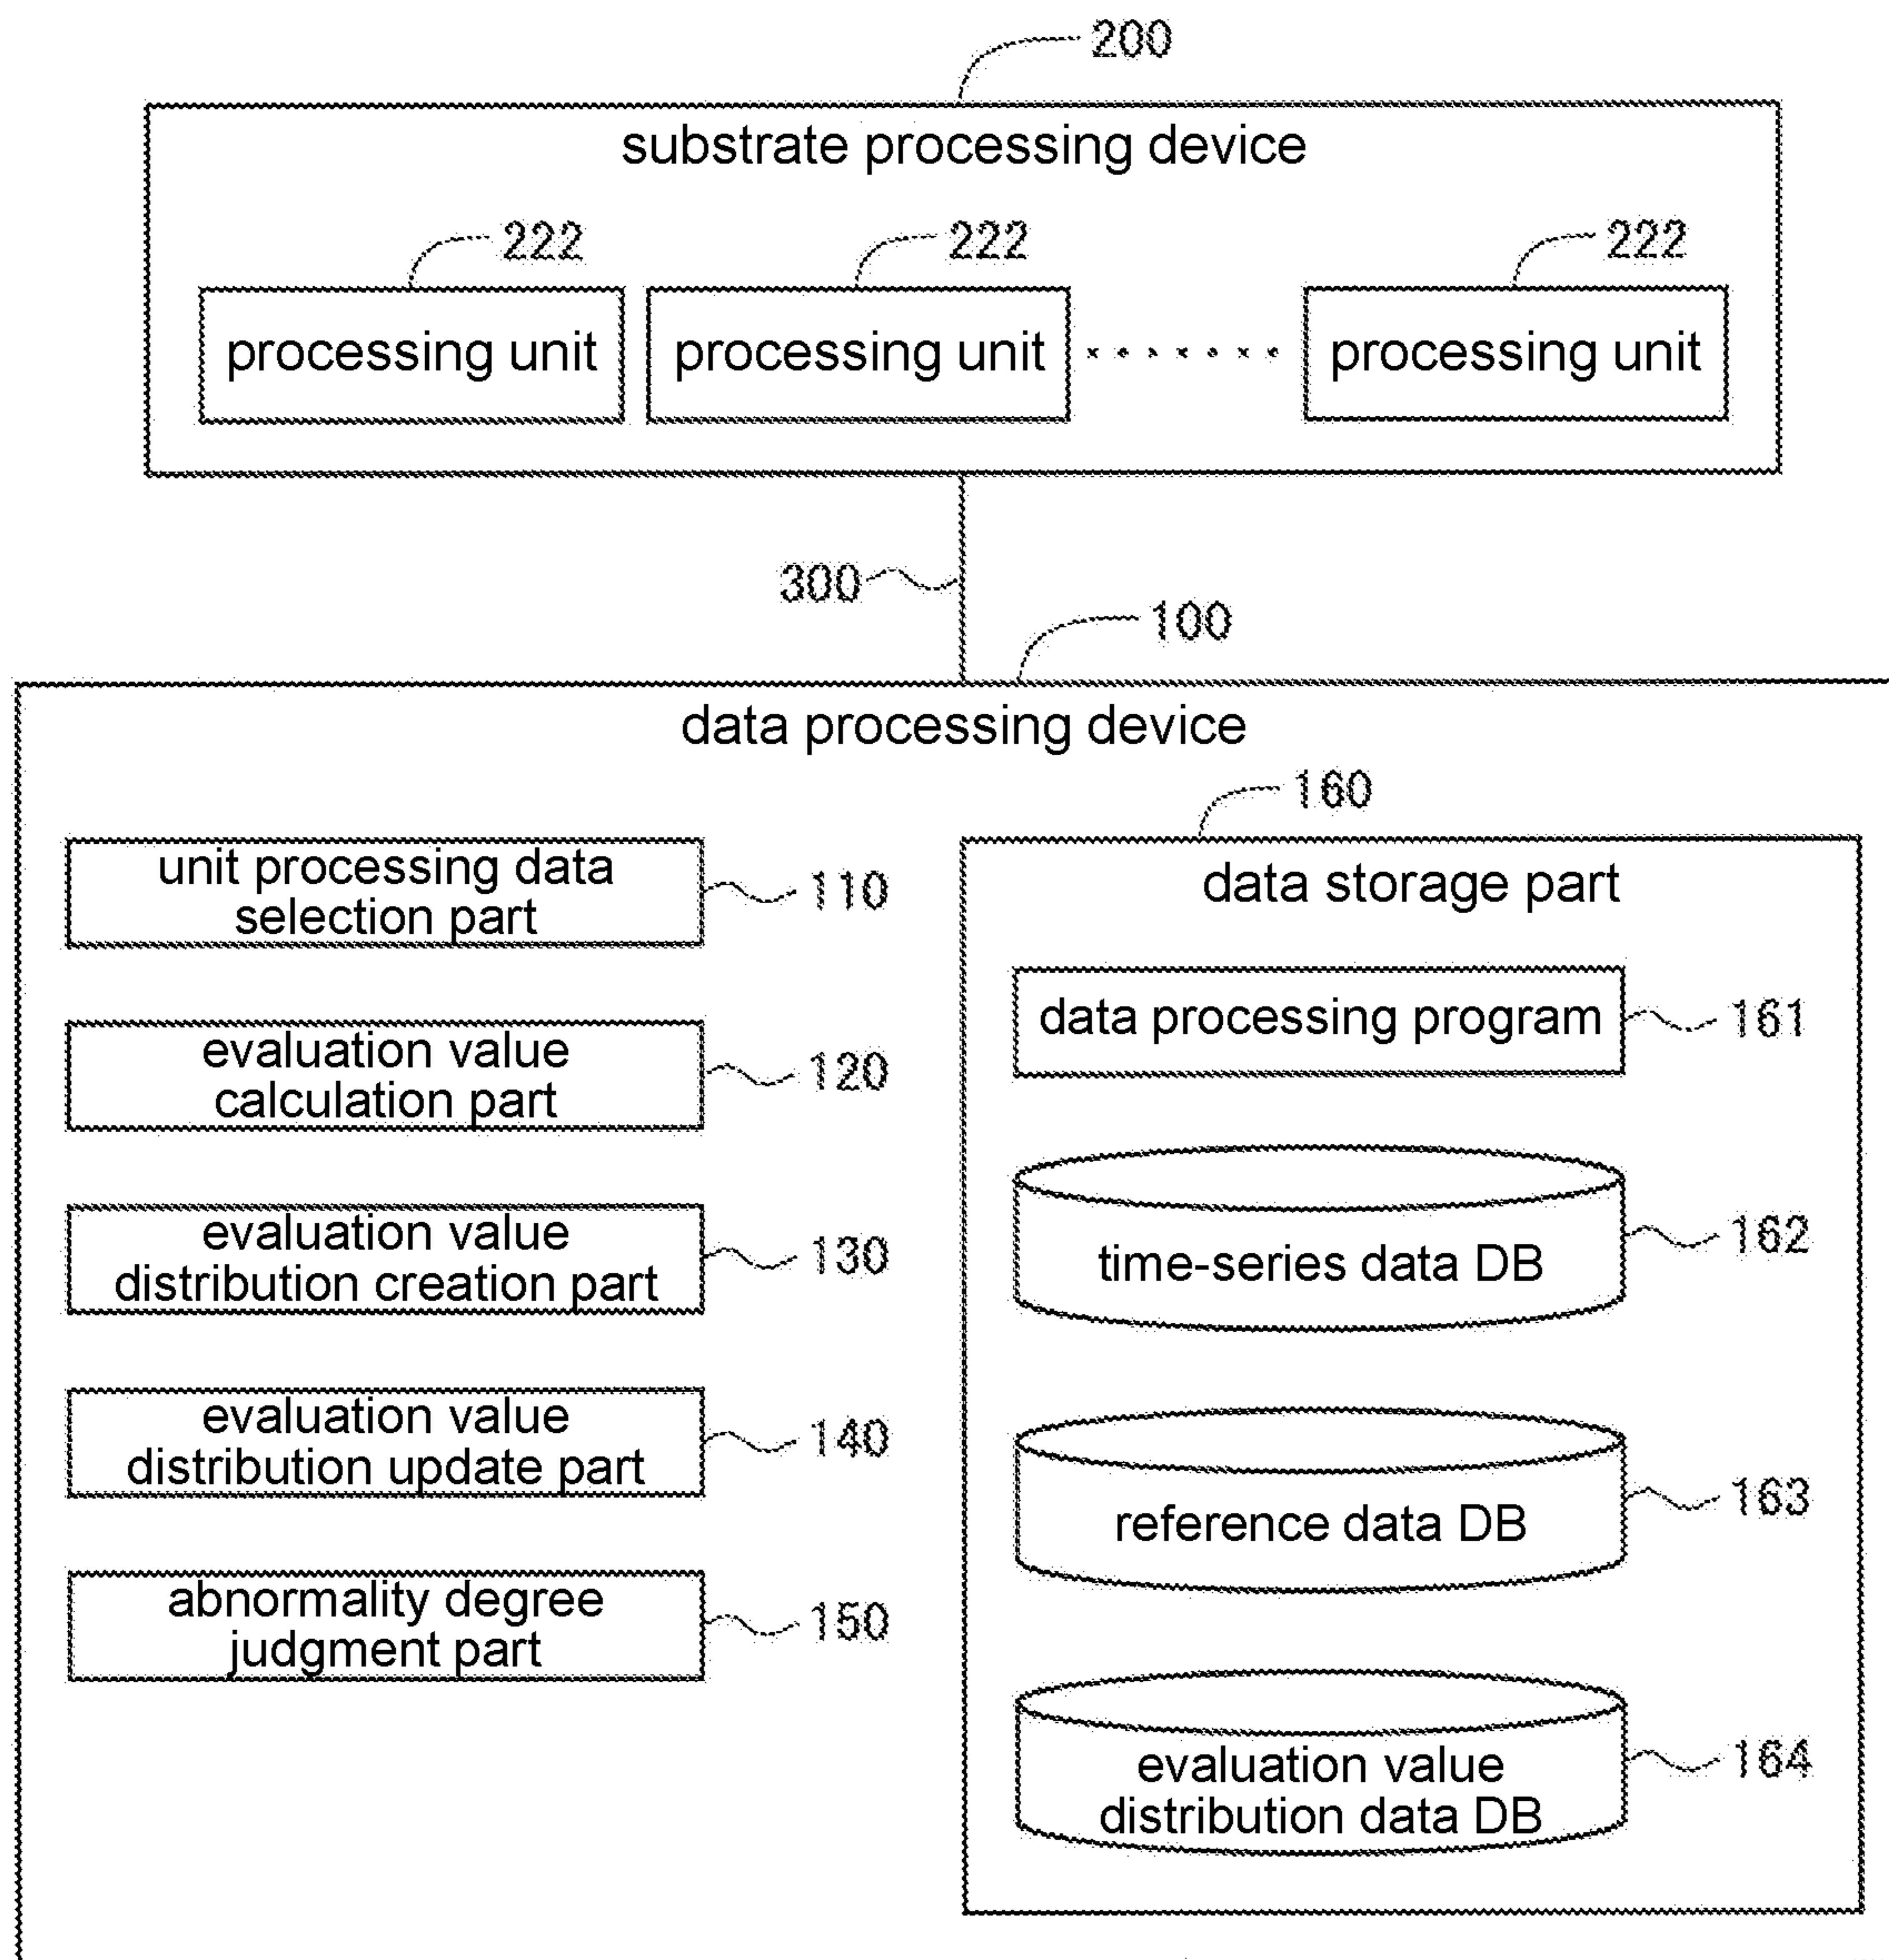 200
substrate processing device
222
222
222
processing unit
processing unit
processing unit
300
100
data processing device
unit processing data
selection part
110
evaluation value
calculation part
120
evaluation value
distribution creation part
130
evaluation value
distribution update part
140
abnormality degree
judgment part
150
160
data storage part
data processing program
161
time-series data DB
162
reference data DB
163
evaluation value
distribution data DB
164